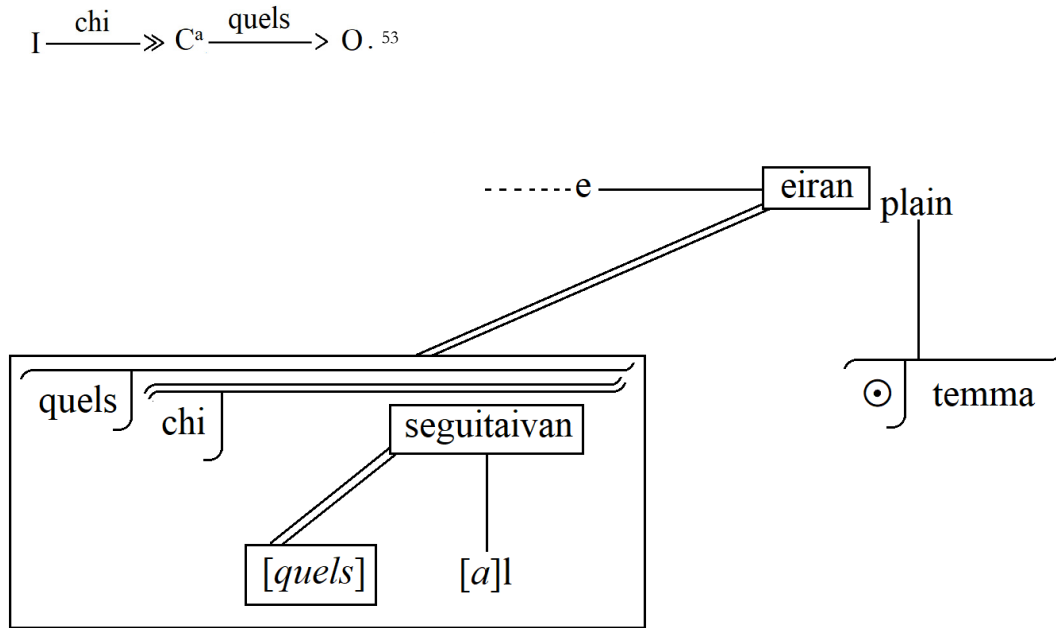 chi quels
I Cª O. 53
e eiran
plain
quels
chi seguitaivan
⊙ temma
[quels] [a]l